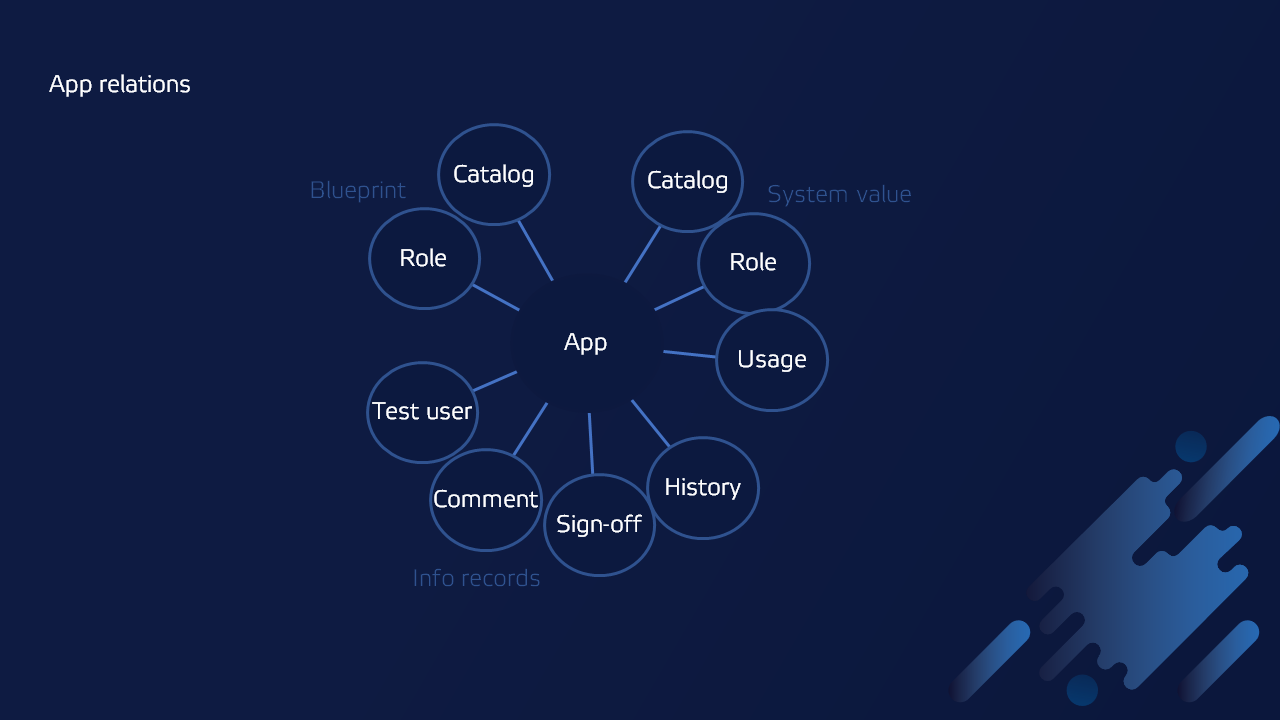 App relations
Catalog
Catalog
Blueprint
System value
Role
Role
App
Usage
Test user
History
Comment
Sign-off
Info records